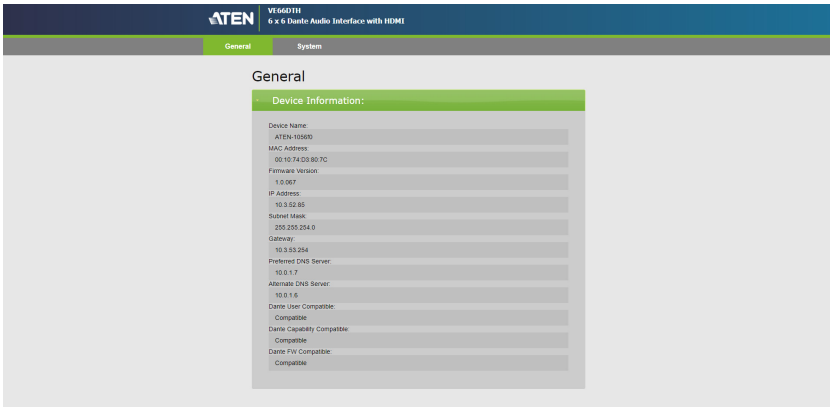 ATEN
VE66DTH
6 x 6 Dante Audio Interface with HDMI
General
System
General
Device Information:
Device Name:
ATEN-1056f0
MAC Address:
00:10:74:D3:80:7C
Firmware Version:
1.0.067
IP Address:
10.3.52.85
Subnet Mask:
255.255.254.0
Gateway:
10.3.53.254
Preferred DNS Server:
10.0.1.7
Alternate DNS Server:
10.0.1.6
Dante User Compatible:
Compatible
Dante Capability Compatible:
Compatible
Dante FW Compatible:
Compatible